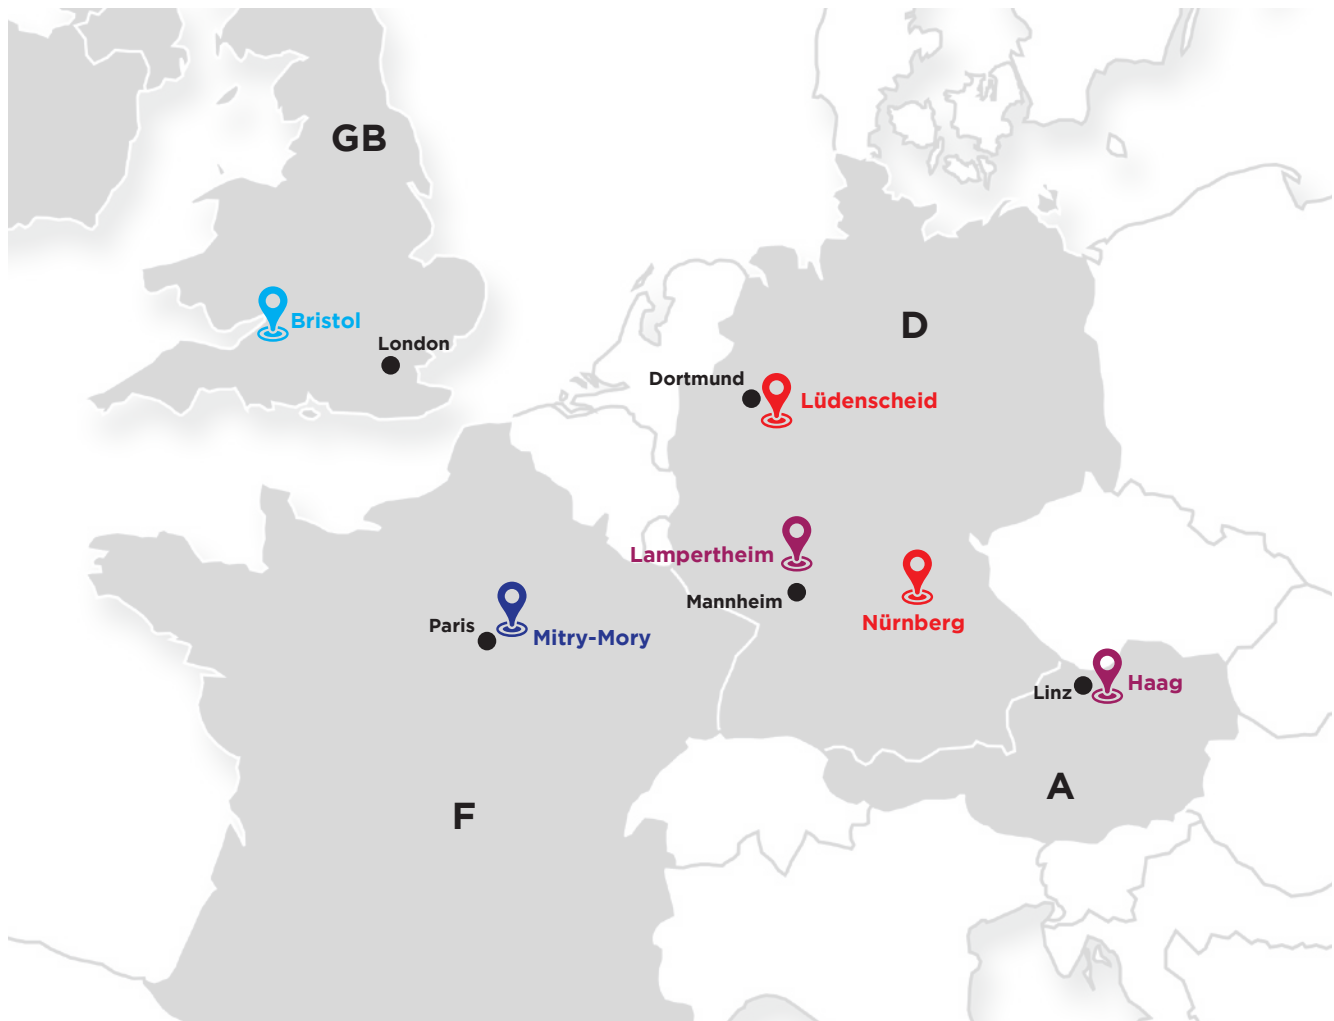 GB
Bristol
London
D
Dortmund
Lüdenscheid
Lampertheim
Mannheim
Nürnberg
Paris
Mitry-Mory
Linz
Haag
A
F